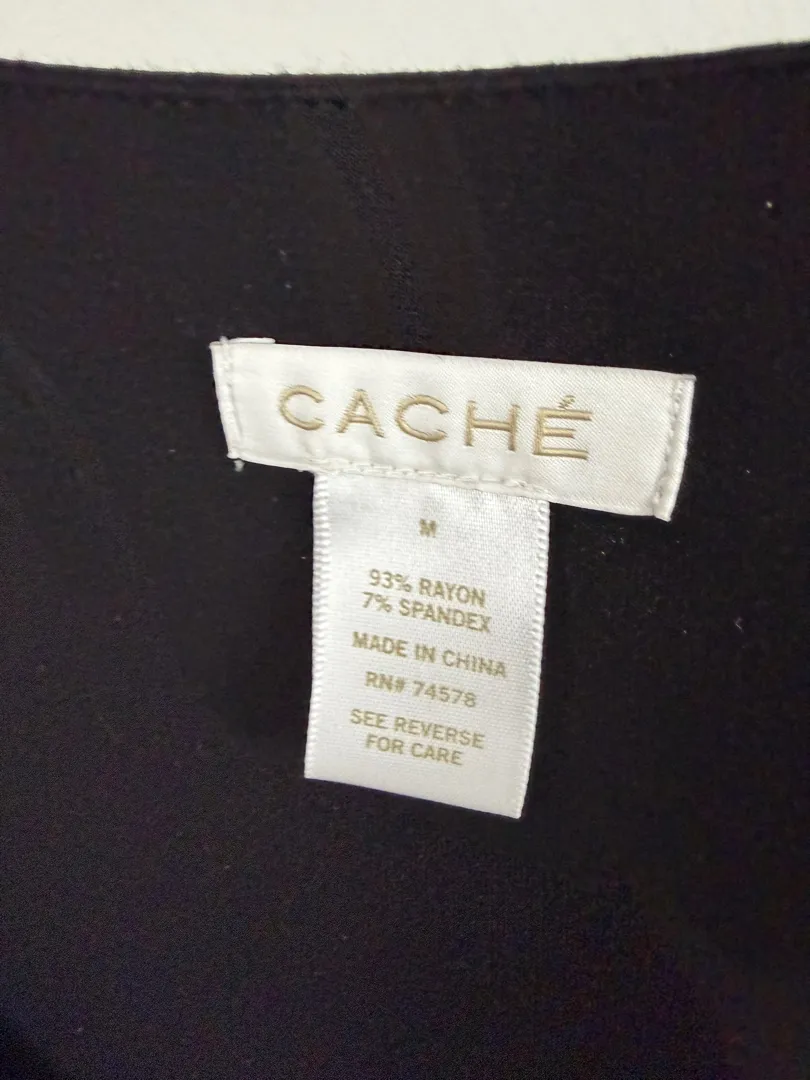 CACHÉ
M
93% RAYON
7% SPANDEX
MADE IN CHINA
RN# 74578
SEE REVERSE
FOR CARE